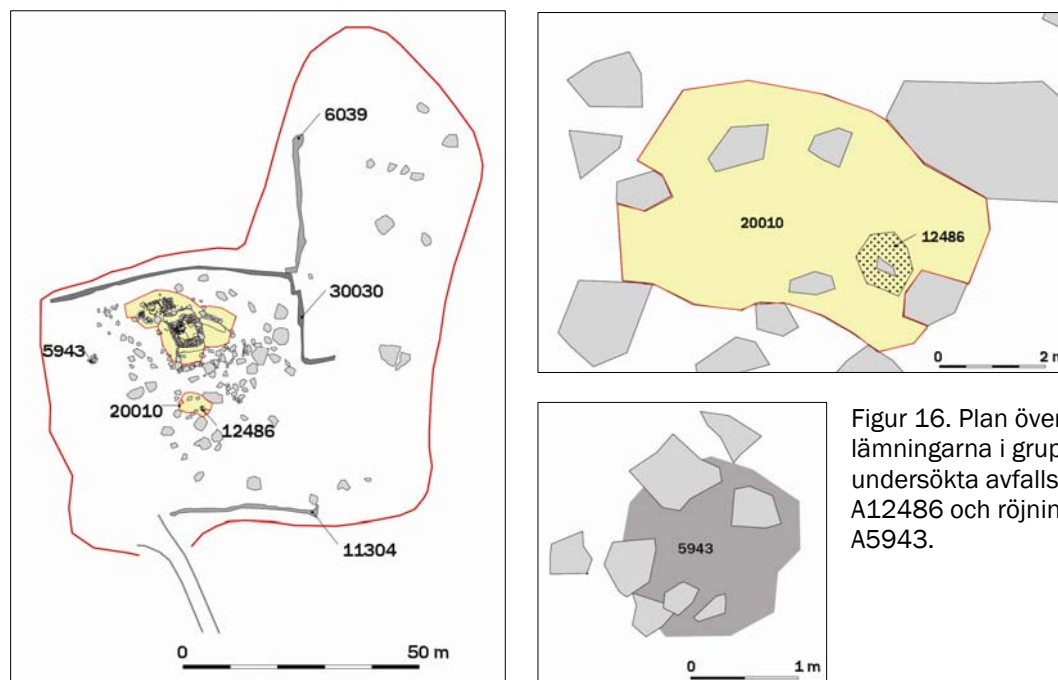 6039
30030
5943
20010
12486
11304
0 50 m
20010
12486
0 2 m
5943
0 1 m
Figur 16. Plan över
lämningarna i grup
undersökta avfalls
A12486 och röjnin
A5943.